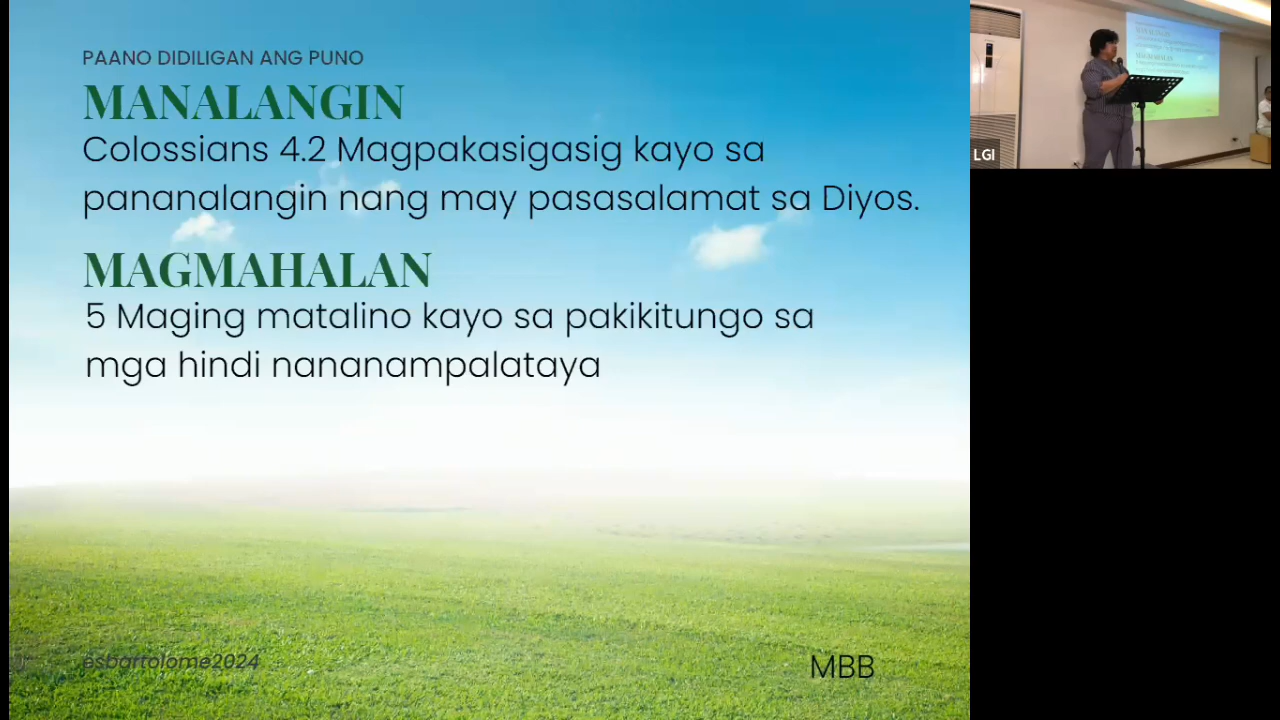 PAANO DIDILIGAN ANG PUNO
MANALANGIN
Colossians 4.2 Magpakasigasig kayo sa
pananalangin nang may pasasalamat sa Diyos.
MAGMAHALAN
5 Maging matalino kayo sa pakikitungo sa
mga hindi nananampalataya
esbartolome2024
MBB
LGI